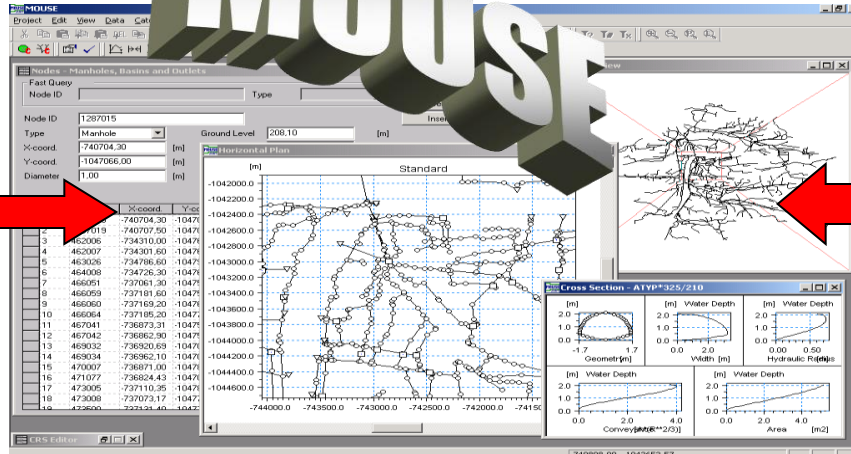 MOUSE
MOUSE
Project Edit View Data
Nodes - Manholes, Basins and Outlets
Fast Query
Node ID Type
Node ID 1287015
Type Manhole Ground Level 208,10 [m]
X-coord. -740704,30 [m]
Y-coord. -1047066,00 [m]
Diameter 1,00 [m]
X-coord.
-740704,30
-740707,50
3 462006 -734310,00
4 462007 -734301,60
5 463026 -734786,60
6 464008 -734726,30
7 466051 -737061,30
8 466059 -737181,60
9 466060 -737169,20
10 466064 -737185,20
11 467041 -736873,31
12 467042 -736862,90
13 469032 -736920,69
14 469034 -736962,10
15 470007 -736871,00
16 471077 -736824,43
17 473005 -737110,35
18 473008 -737073,17
Horizontal Plan
[m] Standard
-1042000.0
-1042200.0
-1042400.0
-1042600.0
-1042800.0
-1043000.0
-1043200.0
-1043400.0
-1043600.0
-1043800.0
-1044000.0
-1044200.0
-1044400.0
-1044600.0
-744000.0 -743500.0 -743000.0 -742500.0 -742000.0 -741500
[m]
Cross Section - ATYP*325/210
[m] [m] Water Depth [m] Water Depth
2.0 2.0 2.0
1.0 1.0 1.0
0.0 0.0 0.0
-1.7 1.7 0.0 2.0 0.00 0.50
Geometry [m] Width [m] Hydraulic Radius
[m] Water Depth [m] Water Depth
2.0 2.0
1.0 1.0
0.0 0.0
0.0 2.0 4.0 0.0 2.0 4.0
Area [m2]
CRS Editor